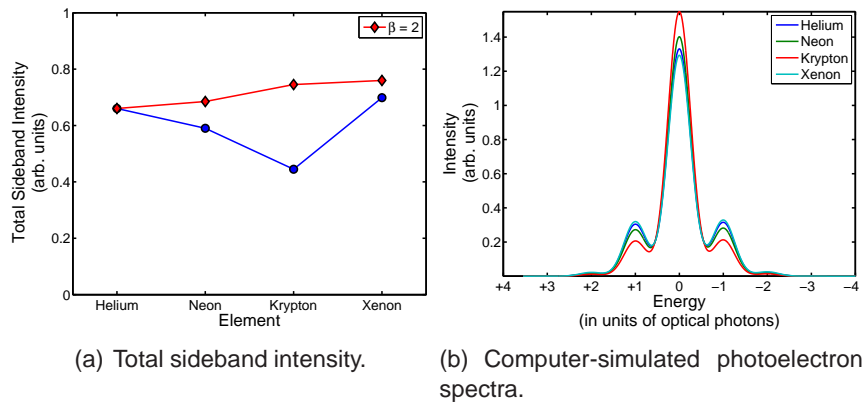 1
0.8
0.6
0.4
0.2
0
Total Sideband Intensity
(arb. units)
β = 2
Helium Neon Krypton Xenon
Element
(a) Total sideband intensity.
1.4
1.2
1
0.8
0.6
0.4
0.2
Intensity
(arb. units)
Helium
Neon
Krypton
Xenon
+4 +3 +2 +1 0 −1 −2 −3 −4
Energy
(in units of optical photons)
(b) Computer-simulated photoelectron
spectra.